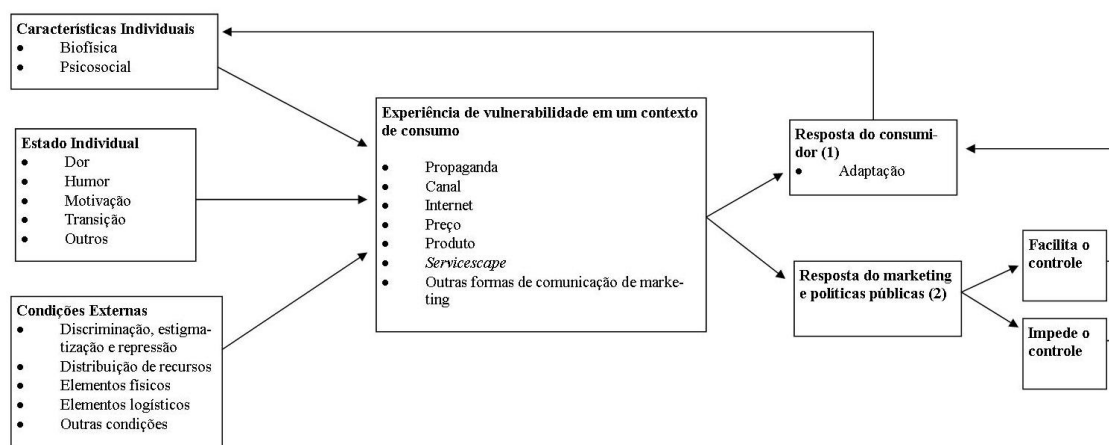 Características Individuais
● Biofísica
● Psicosocial
Estado Individual
● Dor
● Humor
● Motivação
● Transição
● Outros
Condições Externas
● Discriminação, estigma-
tização e repressão
● Distribuição de recursos
● Elementos físicos
● Elementos logísticos
● Outras condições
Experiência de vulnerabilidade em um contexto
de consumo
● Propaganda
● Canal
● Internet
● Preço
● Produto
● Servicescape
● Outras formas de comunicação de marke-
ting
Resposta do consumi-
dor (1)
● Adaptação
Resposta do marketing
e políticas públicas (2)
Facilita o
controle
Impede o
controle